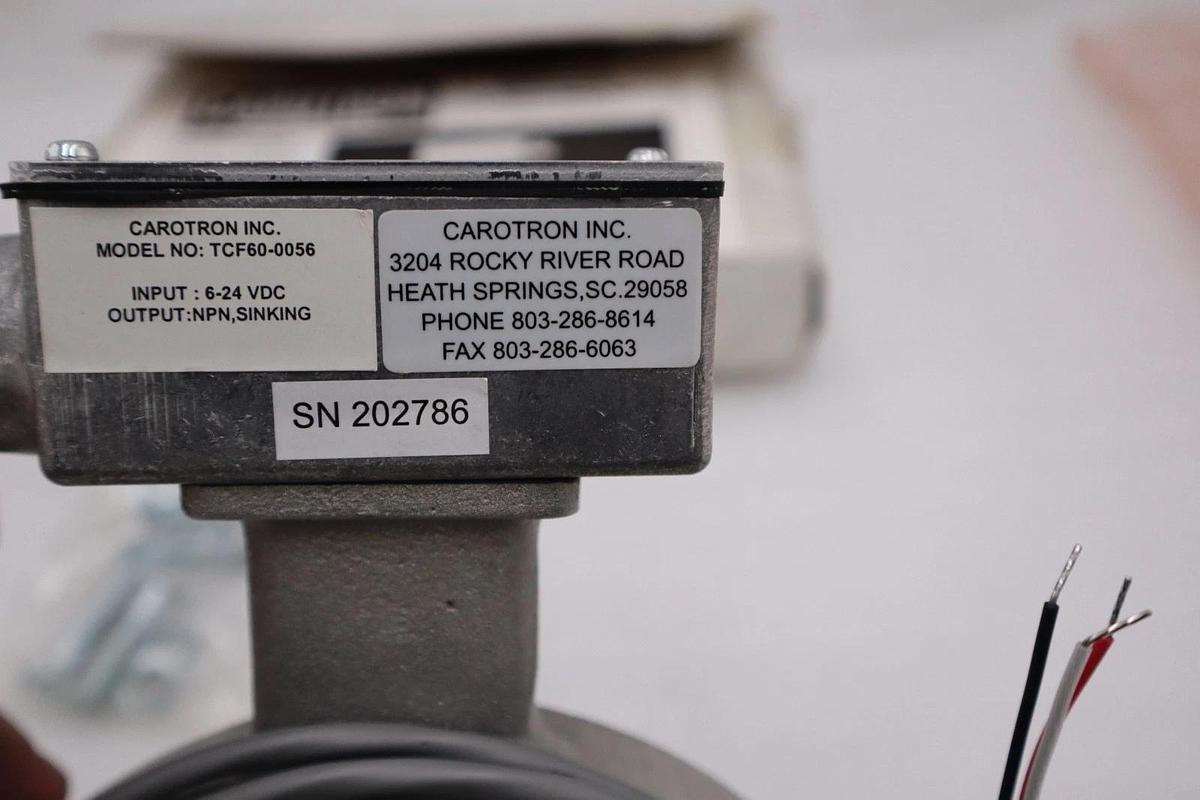 CAROTRON INC.
MODEL NO: TCF60-0056
INPUT : 6-24 VDC
OUTPUT:NPN,SINKING
CAROTRON INC.
3204 ROCKY RIVER ROAD
HEATH SPRINGS,SC.29058
PHONE 803-286-8614
FAX 803-286-6063
SN 202786